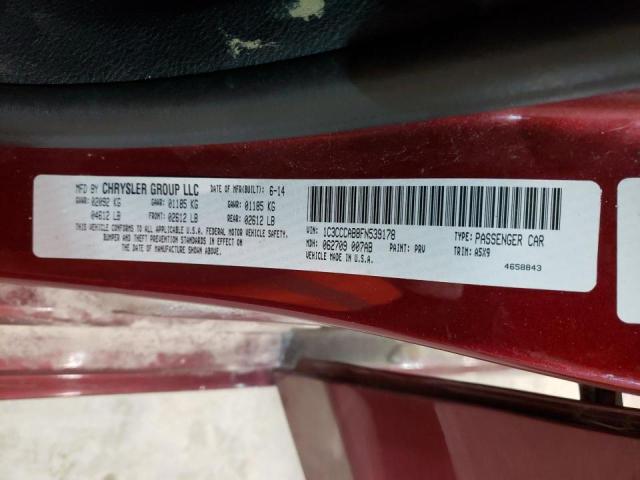 MFD BY CHRYSLER GROUP LLC DATE OF MFR(BUILT): 6-14
GVWR: 02092 KG GAWR: 01185 KG GAWR: 01185 KG
04612 LB FRONT: 02612 LB REAR: 02612 LB
THIS VEHICLE CONFORMS TO ALL APPLICABLE U.S.A. FEDERAL MOTOR VEHICLE SAFETY,
BUMPER AND THEFT PREVENTION STANDARDS IN EFFECT ON
THE DATE OF MANUFACTURE SHOWN ABOVE.
VIN: 1C3CCCAB8FN539178 TYPE: PASSENGER CAR
MDH: 062709 007AB PAINT: PRV TRIM: A5X9
VEHICLE MADE IN U.S.A.
4658843